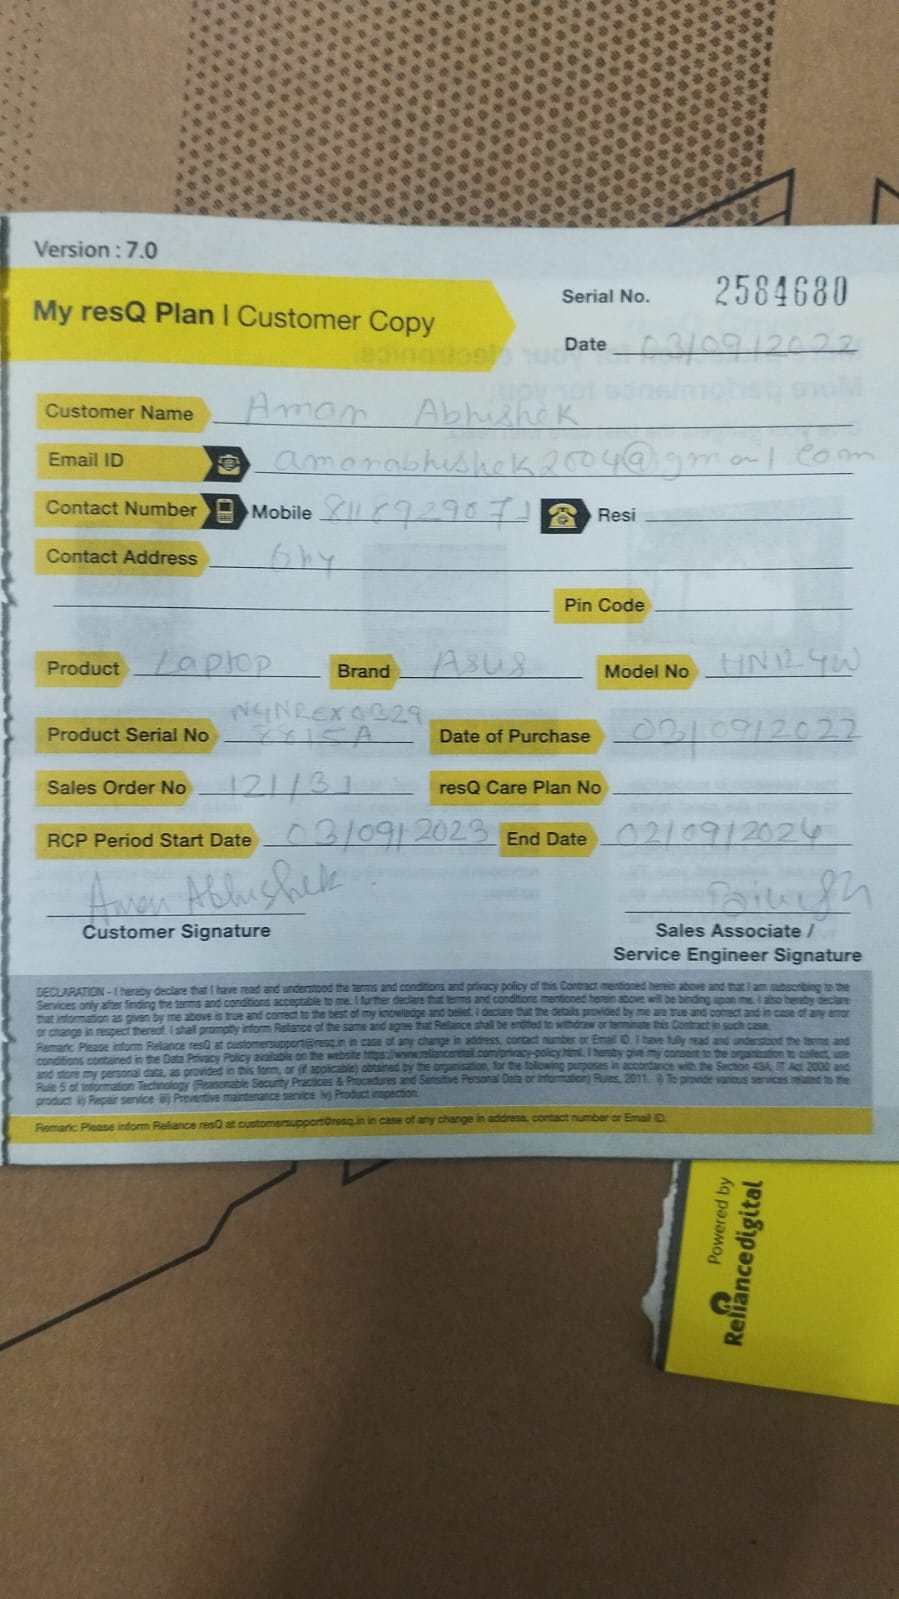 Version : 7.0
My resQ Plan | Customer Copy
Serial No. 2584680
Date 03/09/2022
Customer Name Aman Abhishek
Email ID amanabhishek2004@gmail.com
Contact Number Mobile 8118929071 Resi
Contact Address Ghy
Pin Code
Product Laptop Brand Asus Model No HN124W
Product Serial No
Date of Purchase 03/09/2022
Sales Order No 121/31 resQ Care Plan No
RCP Period Start Date 03/09/2023 End Date 02/09/2024
Aman Abhishek
Customer Signature
Sales Associate /
Service Engineer Signature
DECLARATION - I hereby declare that I have read and understood the terms and conditions and privacy policy of this Contract mentioned herein above and that I am subscribing to the
Services only after finding the terms and conditions acceptable to me. I further declare that terms and conditions mentioned herein above will be binding upon me. I also hereby declare
that information as given by me above is true and correct to the best of my knowledge and belief. I declare that the details provided by me are true and correct and in case of any error
or change in respect thereof, I shall promptly inform Reliance of the same and agree that Reliance shall be entitled to withdraw or terminate this Contract in such case.
Remark: Please inform Reliance resQ at customersupport@resq.in in case of any change in address, contact number or Email ID. I have fully read and understood the terms and
conditions contained in the Data Privacy Policy available on the website https://www.relianceretail.com/privacy-policy.html. I hereby give my consent to the organization to collect, use
and store my personal data, as provided in this form, or (if applicable) obtained by the organisation, for the following purposes in accordance with the Section 43A, IT Act 2000 and
Rule 5 of Information Technology (Reasonable Security Practices & Procedures and Sensitive Personal Data or Information) Rules, 2011. i) To provide various services related to the
product ii) Repair service iii) Preventive maintenance service iv) Product inspection.
Remark: Please inform Reliance resQ at customersupport@resq.in in case of any change in address, contact number or Email ID.
Powered by
Reliancedigital